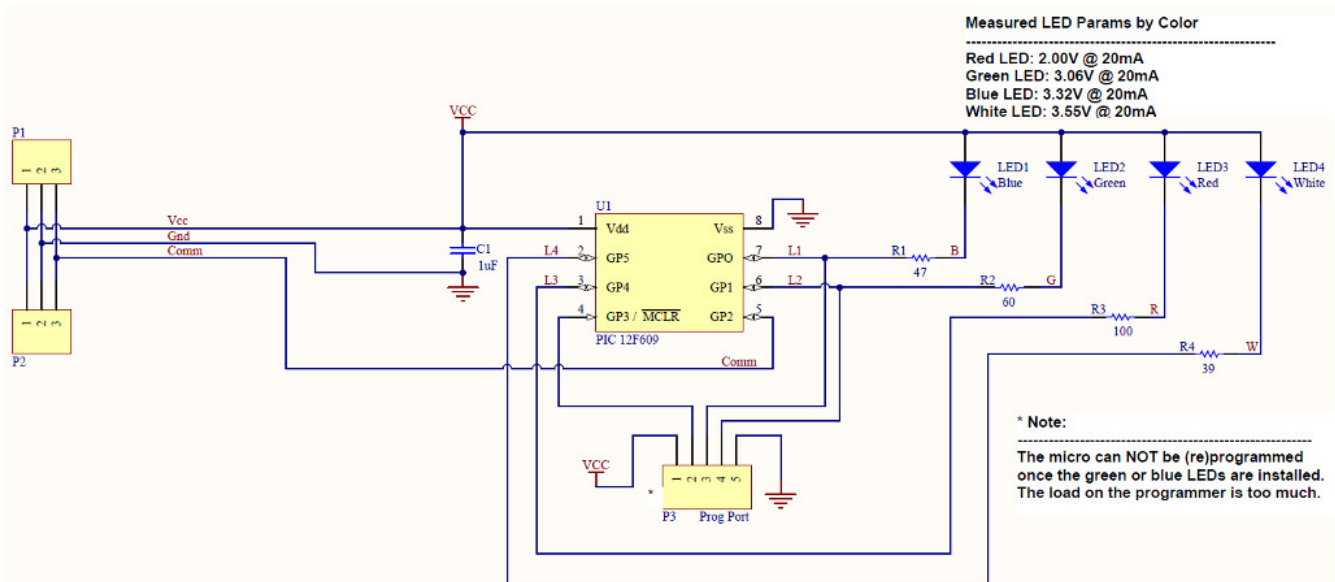 Measured LED Params by Color
Red LED: 2.00V @ 20mA
Green LED: 3.06V @ 20mA
Blue LED: 3.32V @ 20mA
White LED: 3.55V @ 20mA
VCC
P1
1 2 3
LED1 Blue
LED2 Green
LED3 Red
LED4 White
U1
Vcc
1 Vdd
Vss 8
Gnd
Comm
C1
1uF
L4 2 GP5
GPO 7 L1
R1
B
47
L3 3 GP4
GP1 6 L2
R2
G
60
4 GP3 / MCLR
GP2 5
R3
R
100
1 2 3
P2
PIC 12F609
Comm
R4
W
39
* Note:
The micro can NOT be (re)programmed
once the green or blue LEDs are installed.
The load on the programmer is too much.
VCC
*
1 2 3 4 5
P3 Prog Port